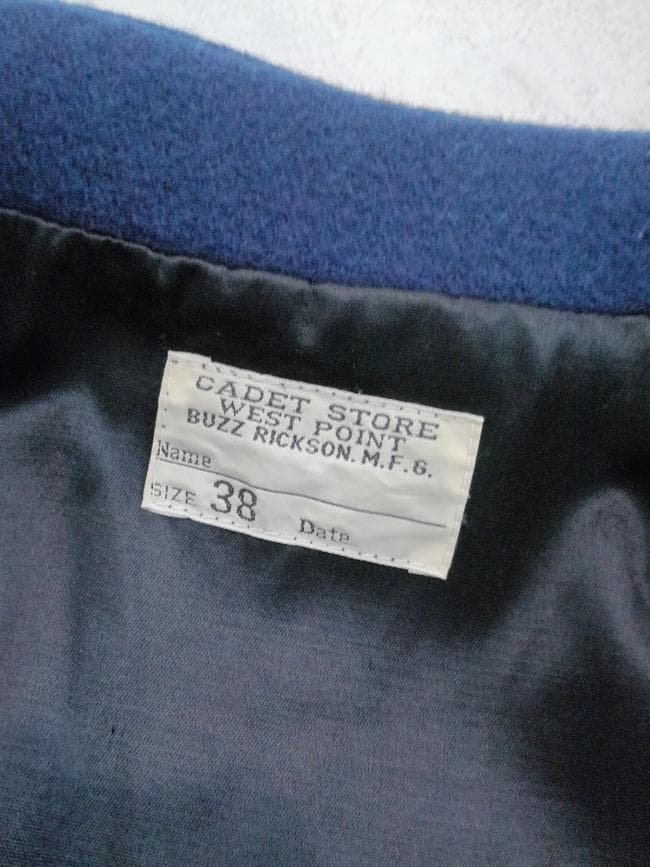 CADET STORE
WEST POINT
BUZZ RICKSON. M.F.G.
Name
SIZE 38 Date